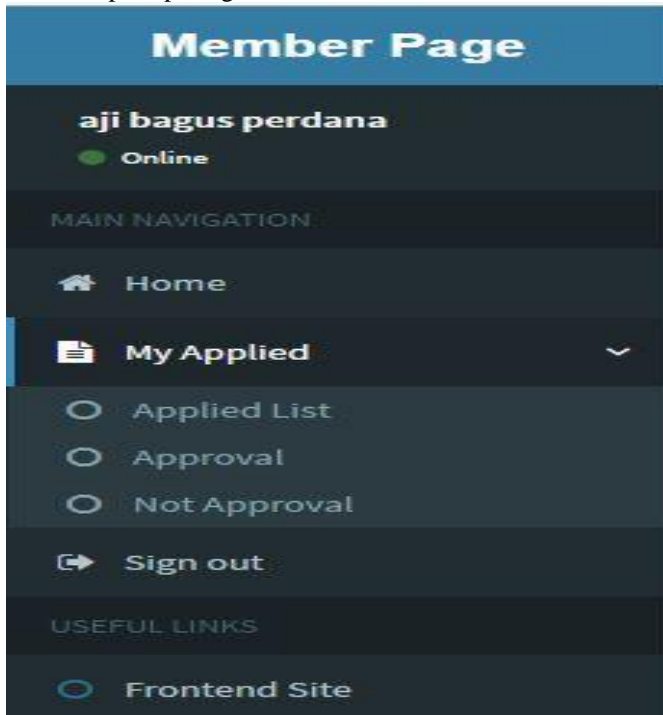 Member Page
aji bagus perdana
Online
MAIN NAVIGATION
Home
My Applied
Applied List
Approval
Not Approval
Sign out
USEFUL LINKS
Frontend Site